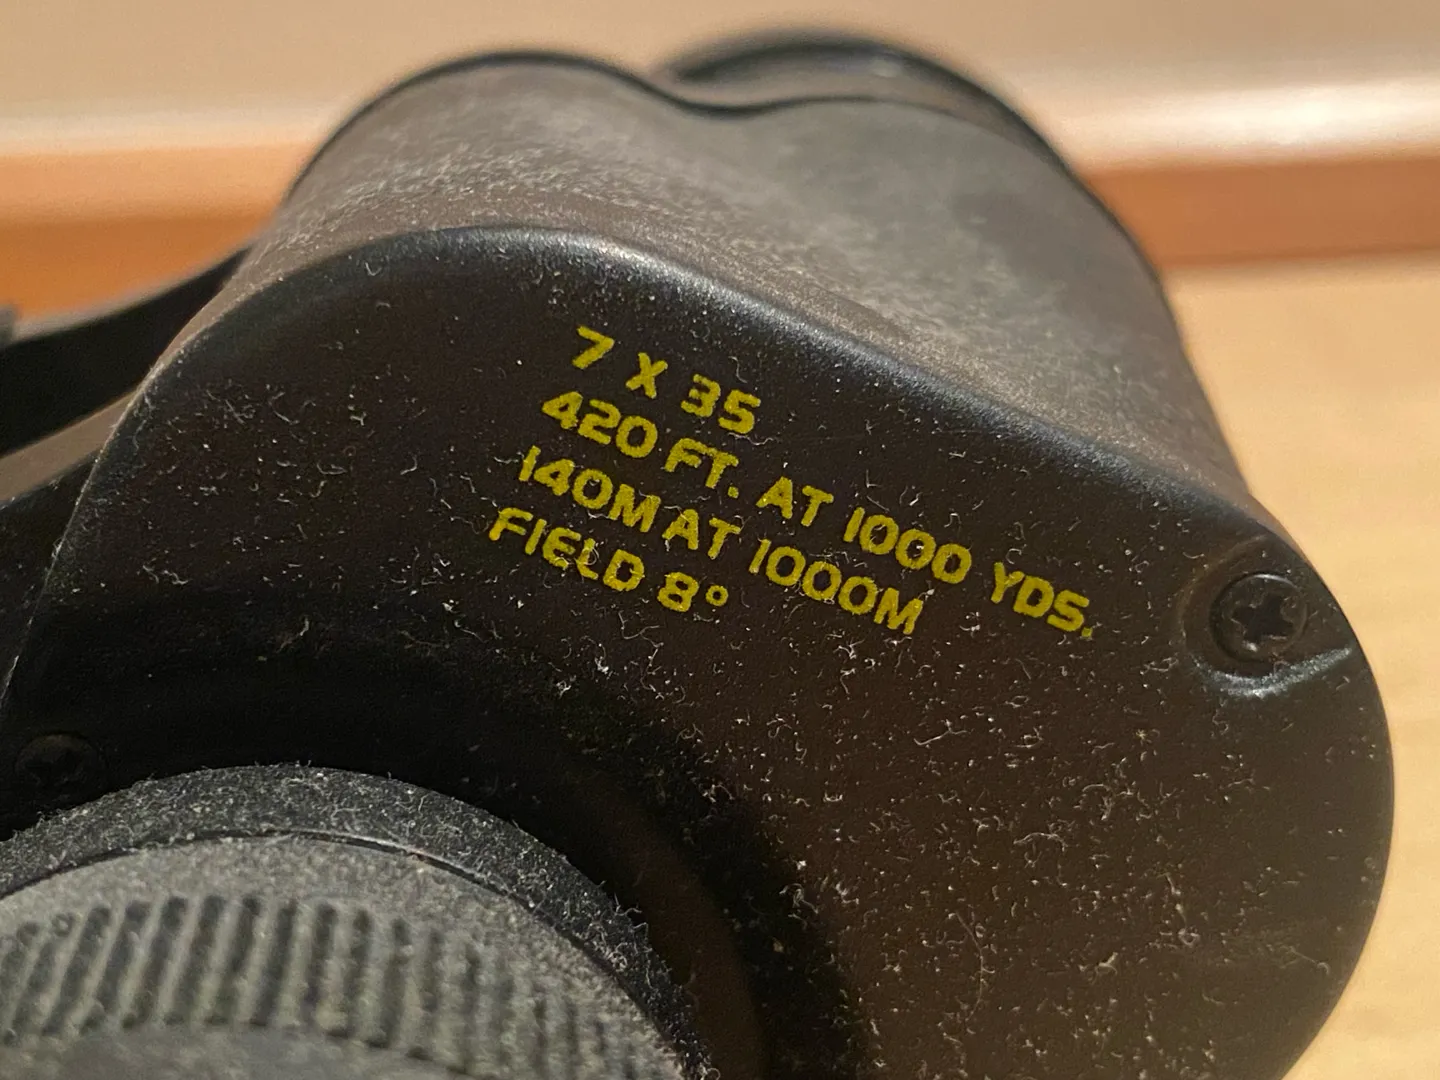 7 X 35
420 FT. AT 1000 YDS.
140M AT 1000M
FIELD 8°